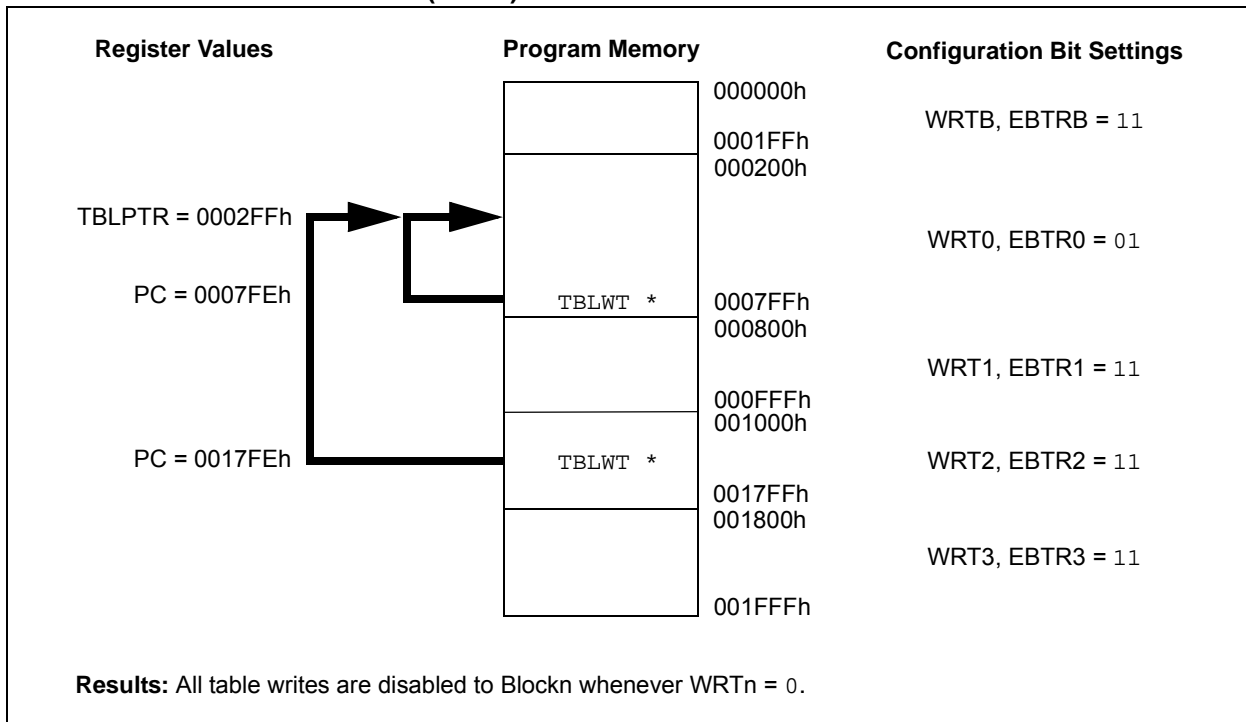 Register Values Program Memory Configuration Bit Settings
000000h
WRTB, EBTRB = 11
0001FFh
000200h
TBLPTR = 0002FFh
WRT0, EBTR0 = 01
PC = 0007FEh
TBLWT *
0007FFh
000800h
WRT1, EBTR1 = 11
000FFFh
001000h
PC = 0017FEh
TBLWT *
WRT2, EBTR2 = 11
0017FFh
001800h
WRT3, EBTR3 = 11
001FFFh
Results: All table writes are disabled to Blockn whenever WRTn = 0.